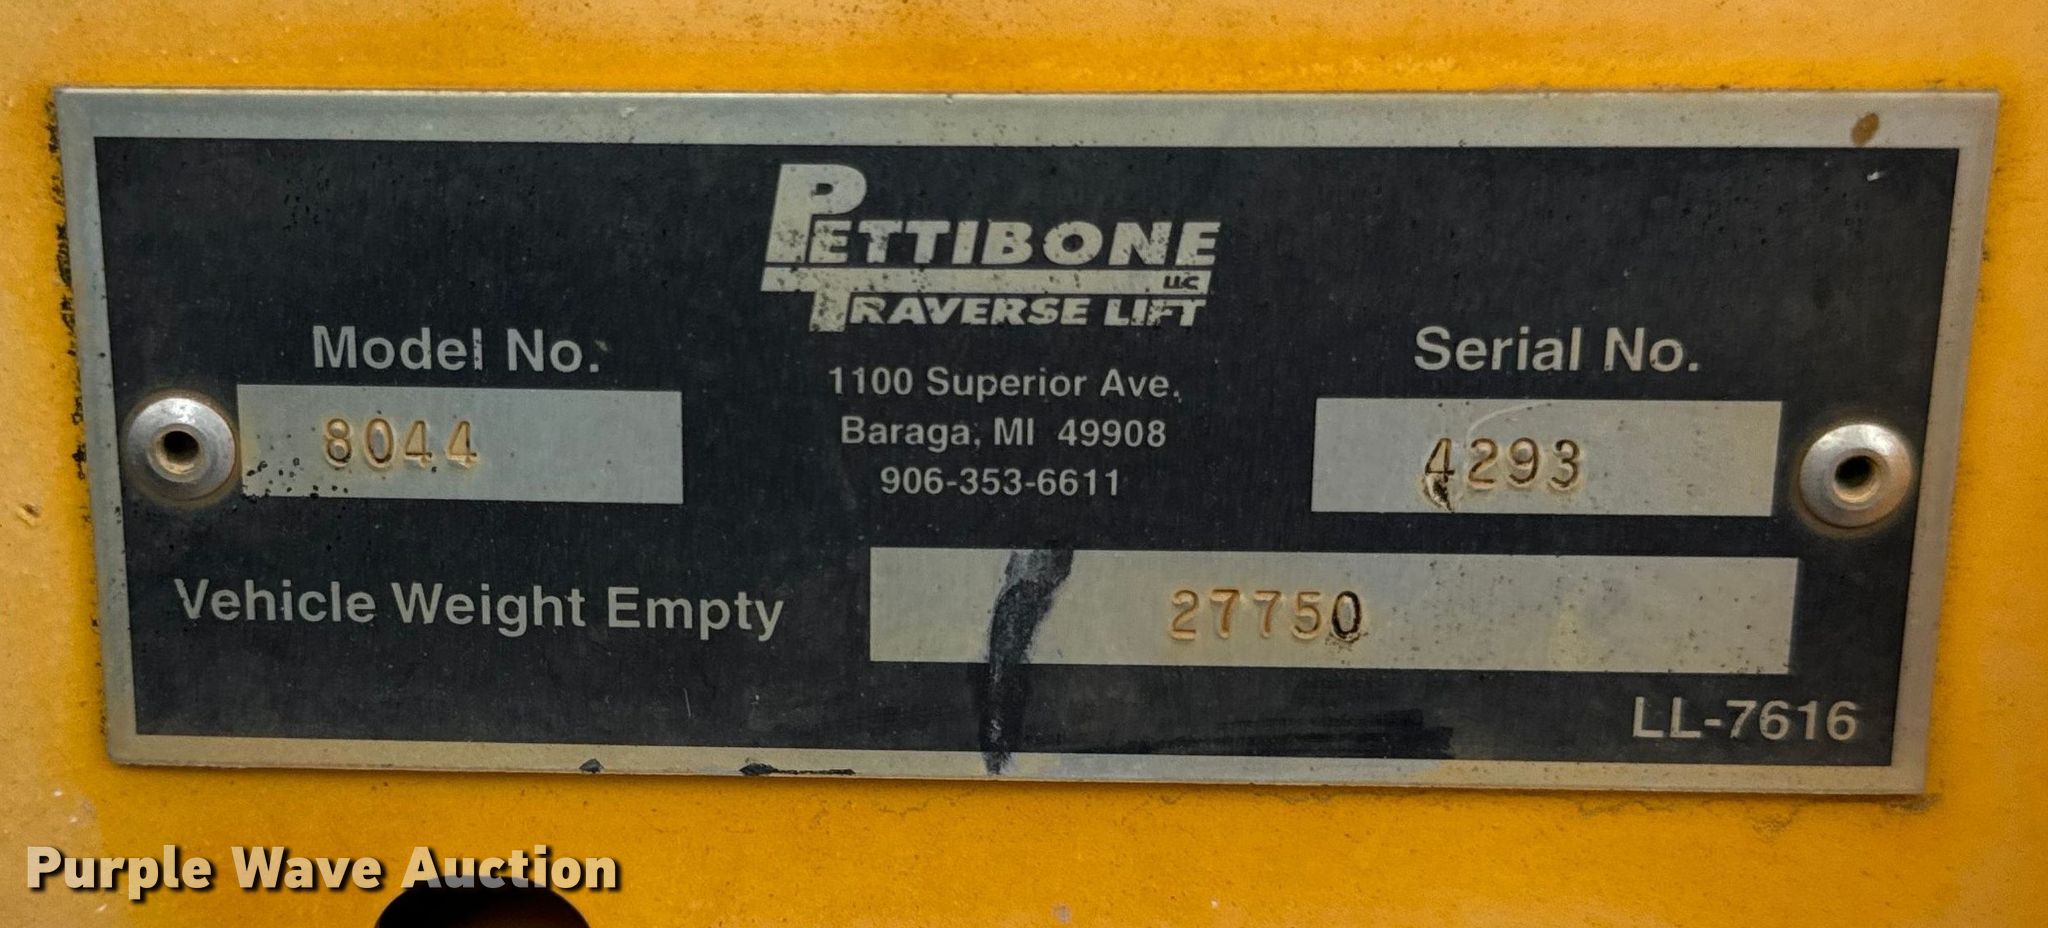 PETTIBONE
LLC
TRAVERSE LIFT
Model No.
8044
1100 Superior Ave.
Baraga, MI 49908
906-353-6611
Serial No.
4293
Vehicle Weight Empty
27750
LL-7616
Purple Wave Auction